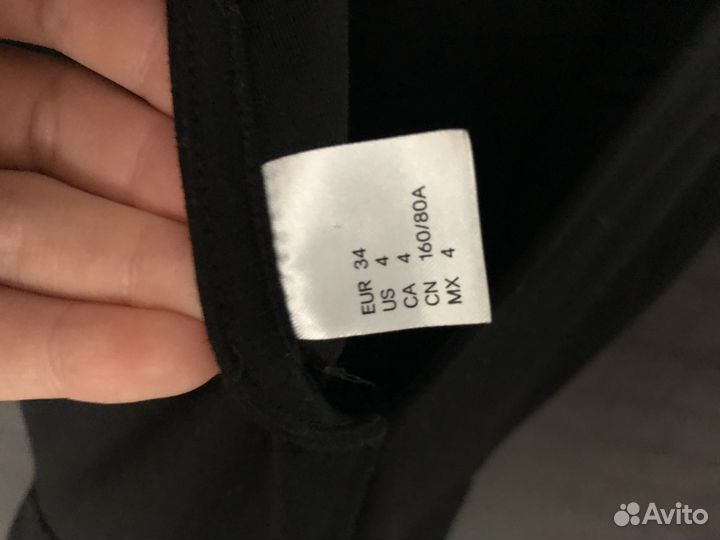 EUR 34
US 4
CA 4
CN 160/80A
MX 4
Avito